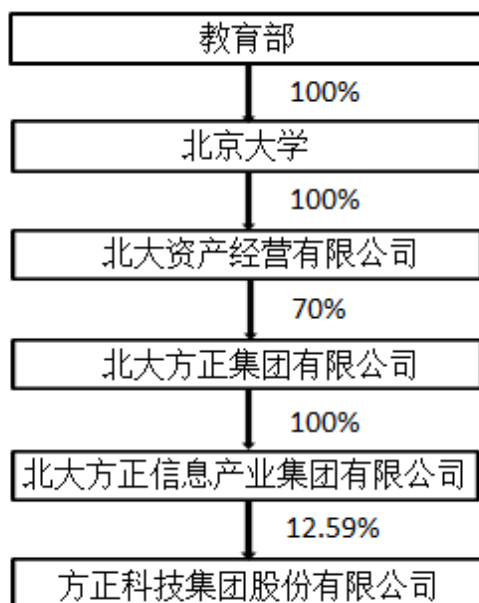 教育部
100%
北京大学
100%
北大资产经营有限公司
70%
北大方正集团有限公司
100%
北大方正信息产业集团有限公司
12.59%
方正科技集团股份有限公司